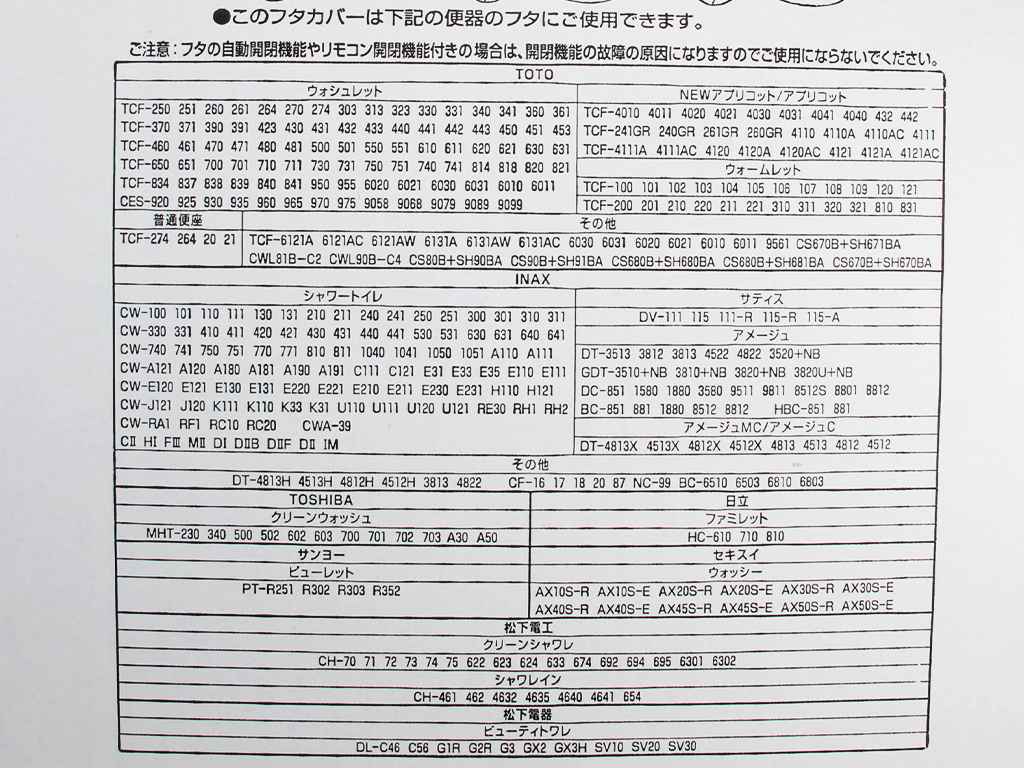 ●このフタカバーは下記の便器のフタにご使用できます。
ご注意：フタの自動開閉機能やリモコン開閉機能付きの場合は、開閉機能の故障の原因になりますのでご使用にならないでください。
TOTO
ウォシュレット
TCF-250 251 260 261 264 270 274 303 313 323 330 331 340 341 360 361
TCF-370 371 390 391 423 430 431 432 433 440 441 442 443 450 451 453
TCF-460 461 470 471 480 481 500 501 550 551 610 611 620 621 630 631
TCF-650 651 700 701 710 711 730 731 750 751 740 741 814 818 820 821
TCF-834 837 838 839 840 841 950 955 6020 6021 6030 6031 6010 6011
CES-920 925 930 935 960 965 970 975 9058 9068 9079 9089 9099
NEWアプリコット/アプリコット
TCF-4010 4011 4020 4021 4030 4031 4041 4040 432 442
TCF-241GR 240GR 261GR 260GR 4110 4110A 4110AC 4111
TCF-4111A 4111AC 4120 4120A 4120AC 4121 4121A 4121AC
ウォームレット
TCF-100 101 102 103 104 105 106 107 108 109 120 121
TCF-200 201 210 220 211 221 310 311 320 321 810 831
普通便座
TCF-274 264 20 21
その他
TCF-6121A 6121AC 6121AW 6131A 6131AW 6131AC 6030 6031 6020 6021 6010 6011 9561 CS670B+SH671BA
CWL81B-C2 CWL90B-C4 CS80B+SH90BA CS90B+SH91BA CS680B+SH680BA CS680B+SH681BA CS670B+SH670BA
INAX
シャワートイレ
CW-100 101 110 111 130 131 210 211 240 241 250 251 300 301 310 311
CW-330 331 410 411 420 421 430 431 440 441 530 531 630 631 640 641
CW-740 741 750 751 770 771 810 811 1040 1041 1050 1051 A110 A111
CW-A121 A120 A180 A181 A190 A191 C111 C121 E31 E33 E35 E110 E111
CW-E120 E121 E130 E131 E220 E221 E210 E211 E230 E231 H110 H121
CW-J121 J120 K111 K110 K33 K31 U110 U111 U120 U121 RE30 RH1 RH2
CW-RA1 RF1 RC10 RC20 CWA-39
CⅡ HⅠ FⅢ MⅡ DⅠ DⅡB DⅡF DⅡ ⅠM
サティス
DV-111 115 111-R 115-R 115-A
アメージュ
DT-3513 3812 3813 4522 4822 3520+NB
GDT-3510+NB 3810+NB 3820+NB 3820U+NB
DC-851 1580 1880 3580 9511 9811 8512S 8801 8812
BC-851 881 1880 8512 8812 HBC-851 881
アメージュMC/アメージュC
DT-4813X 4513X 4812X 4512X 4813 4513 4812 4512
その他
DT-4813H 4513H 4812H 4512H 3813 4822 CF-16 17 18 20 87 NC-99 BC-6510 6503 6810 6803
TOSHIBA
クリーンウォッシュ
MHT-230 340 500 502 602 603 700 701 702 703 A30 A50
日立
ファミレット
HC-610 710 810
サンヨー
ビューレット
PT-R251 R302 R303 R352
セキスイ
ウォッシー
AX10S-R AX10S-E AX20S-R AX20S-E AX30S-R AX30S-E
AX40S-R AX40S-E AX45S-R AX45S-E AX50S-R AX50S-E
松下電工
クリーンシャワレ
CH-70 71 72 73 74 75 622 623 624 633 674 692 694 695 6301 6302
シャワレイン
CH-461 462 4632 4635 4640 4641 654
松下電器
ビューティトワレ
DL-C46 C56 G1R G2R G3 GX2 GX3H SV10 SV20 SV30